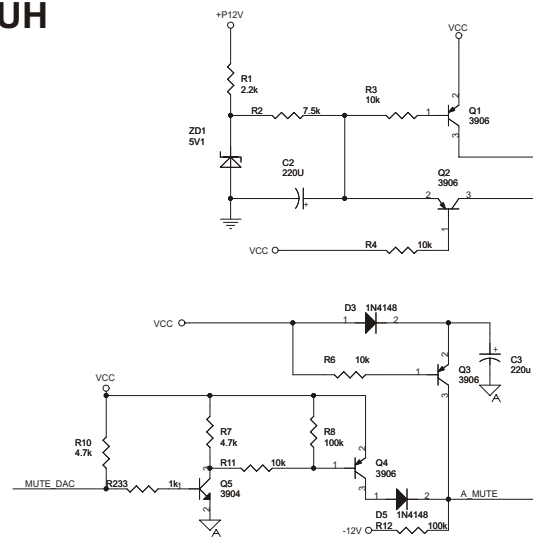 UH
+P12V
VCC
R1
2.2k
R3
10k
2
R2
7.5k
1
Q1
3906
3
ZD1
5V1
C2
220U
Q2
3906
+
2
3
1
VCC
R4
10k
D3
1N4148
VCC
1
2
+
R6
10k
2
C3
220u
1
Q3
3906
3
A
VCC
R10
4.7k
R7
4.7k
R8
100k
2
R11
10k
1
Q4
3906
3
3
MUTE_DAC
R233
1k
1
Q5
3904
1
2
A_MUTE
2
D5
1N4148
A
-12V
R12
100k